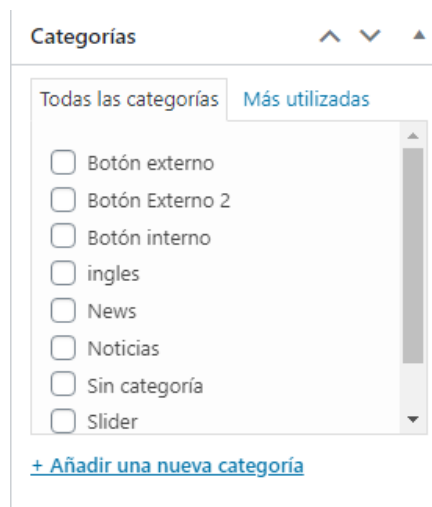 Categorías
Todas las categorías Más utilizadas
Botón externo
Botón Externo 2
Botón interno
ingles
News
Noticias
Sin categoría
Slider
+ Añadir una nueva categoría